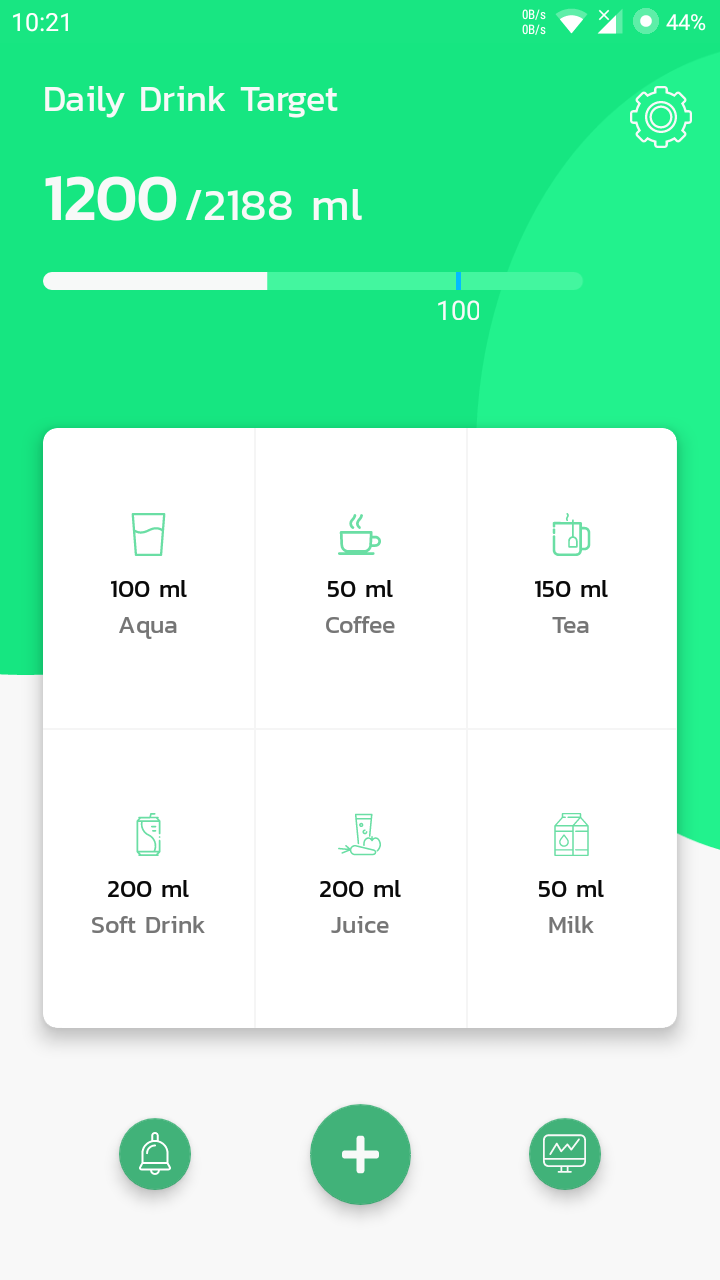 10:21
0B/s
0B/s
44%
Daily Drink Target
1200/2188 ml
100
100 ml
Aqua
50 ml
Coffee
150 ml
Tea
200 ml
Soft Drink
200 ml
Juice
50 ml
Milk